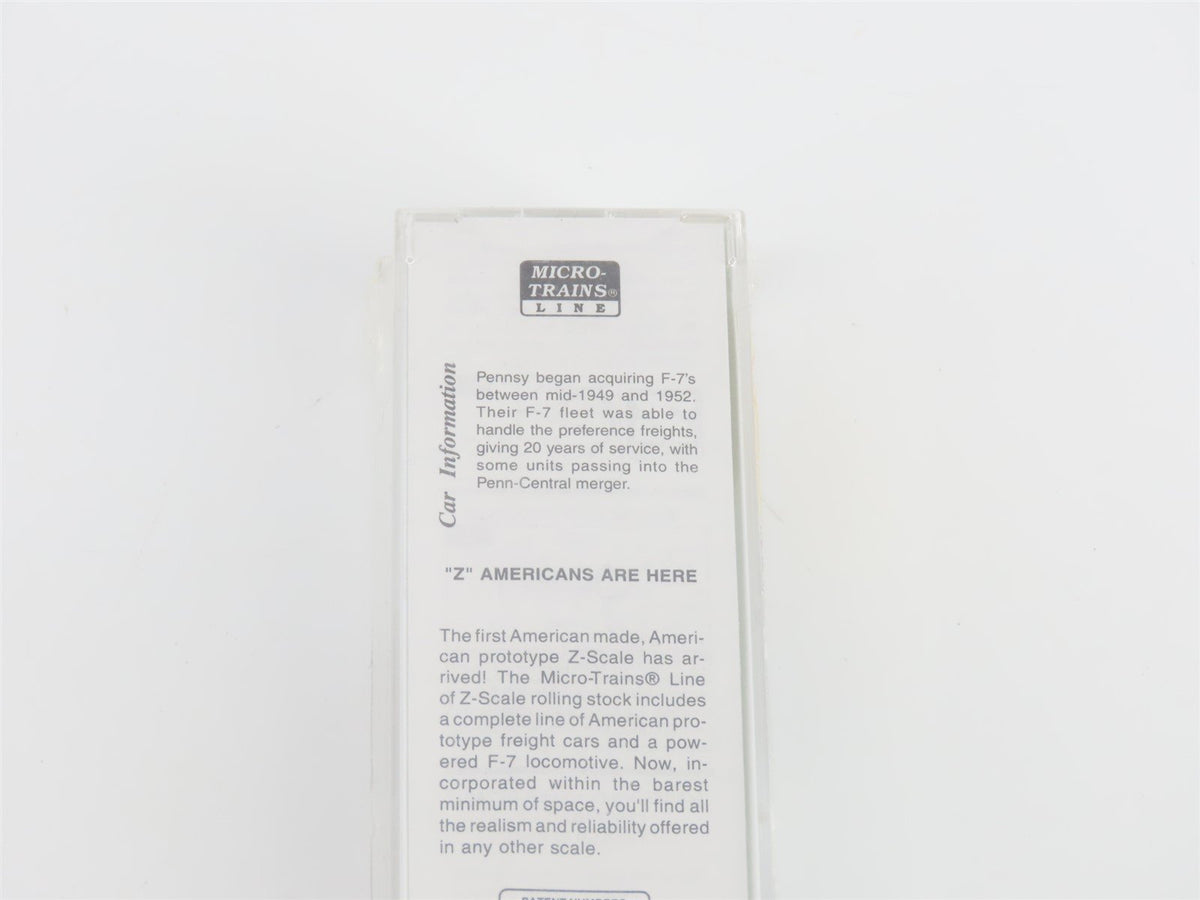 MICRO-
TRAINS®
LINE
Car Information
Pennsy began acquiring F-7's
between mid-1949 and 1952.
Their F-7 fleet was able to
handle the preference freights,
giving 20 years of service, with
some units passing into the
Penn-Central merger.
"Z" AMERICANS ARE HERE
The first American made, Ameri-
can prototype Z-Scale has ar-
rived! The Micro-Trains® Line
of Z-Scale rolling stock includes
a complete line of American pro-
totype freight cars and a pow-
ered F-7 locomotive. Now, in-
corporated within the barest
minimum of space, you'll find all
the realism and reliability offered
in any other scale.